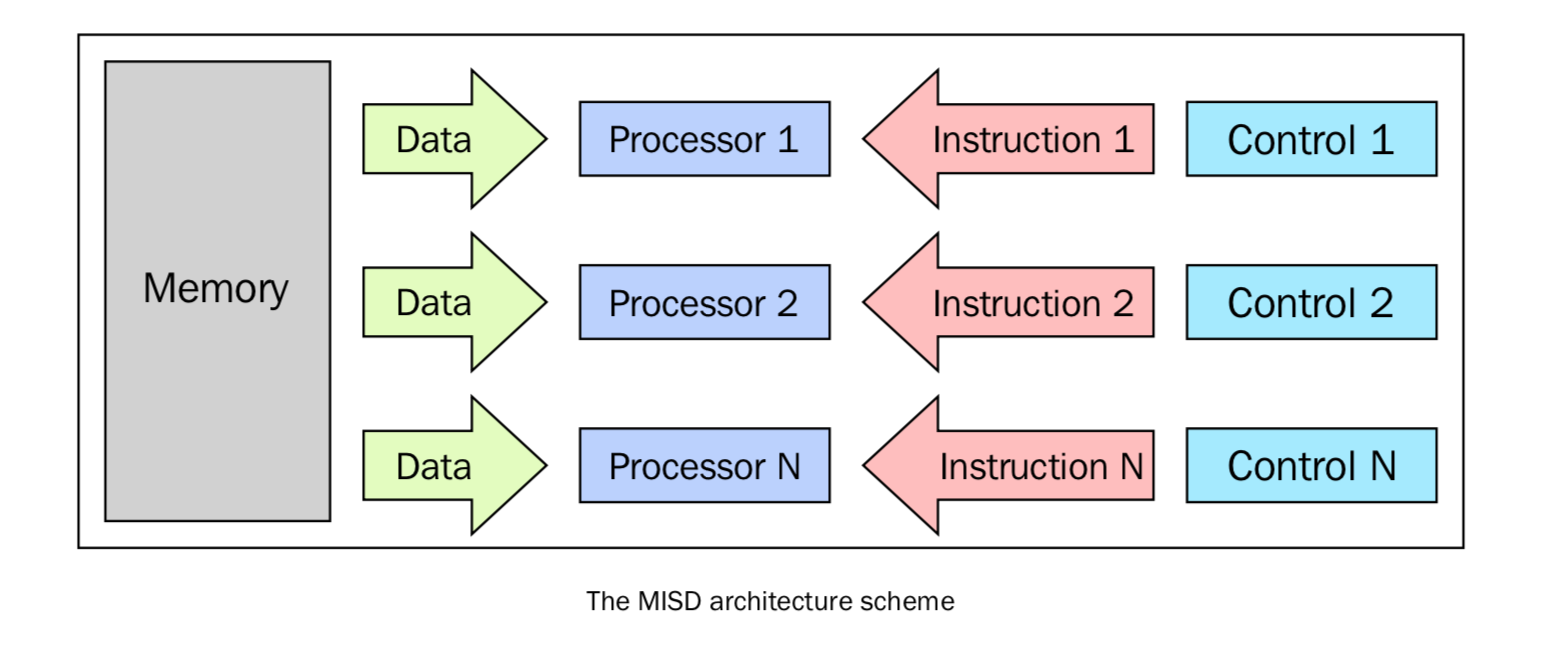 Memory
Data
Processor 1
Instruction 1
Control 1
Data
Processor 2
Instruction 2
Control 2
Data
Processor N
Instruction N
Control N
The MISD architecture scheme